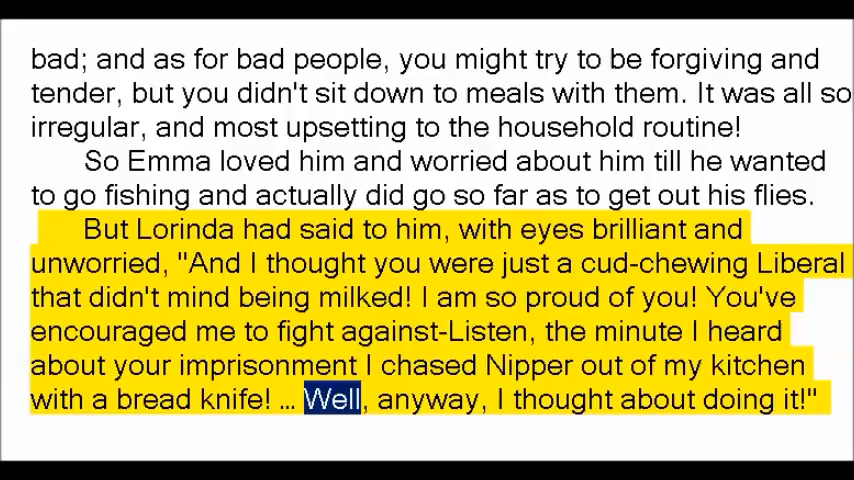 bad; and as for bad people, you might try to be forgiving and
tender, but you didn't sit down to meals with them. It was all so
irregular, and most upsetting to the household routine!
So Emma loved him and worried about him till he wanted
to go fishing and actually did go so far as to get out his flies.
But Lorinda had said to him, with eyes brilliant and
unworried, "And I thought you were just a cud-chewing Liberal
that didn't mind being milked! I am so proud of you! You've
encouraged me to fight against-Listen, the minute I heard
about your imprisonment I chased Nipper out of my kitchen
with a bread knife! ... Well, anyway, I thought about doing it!"